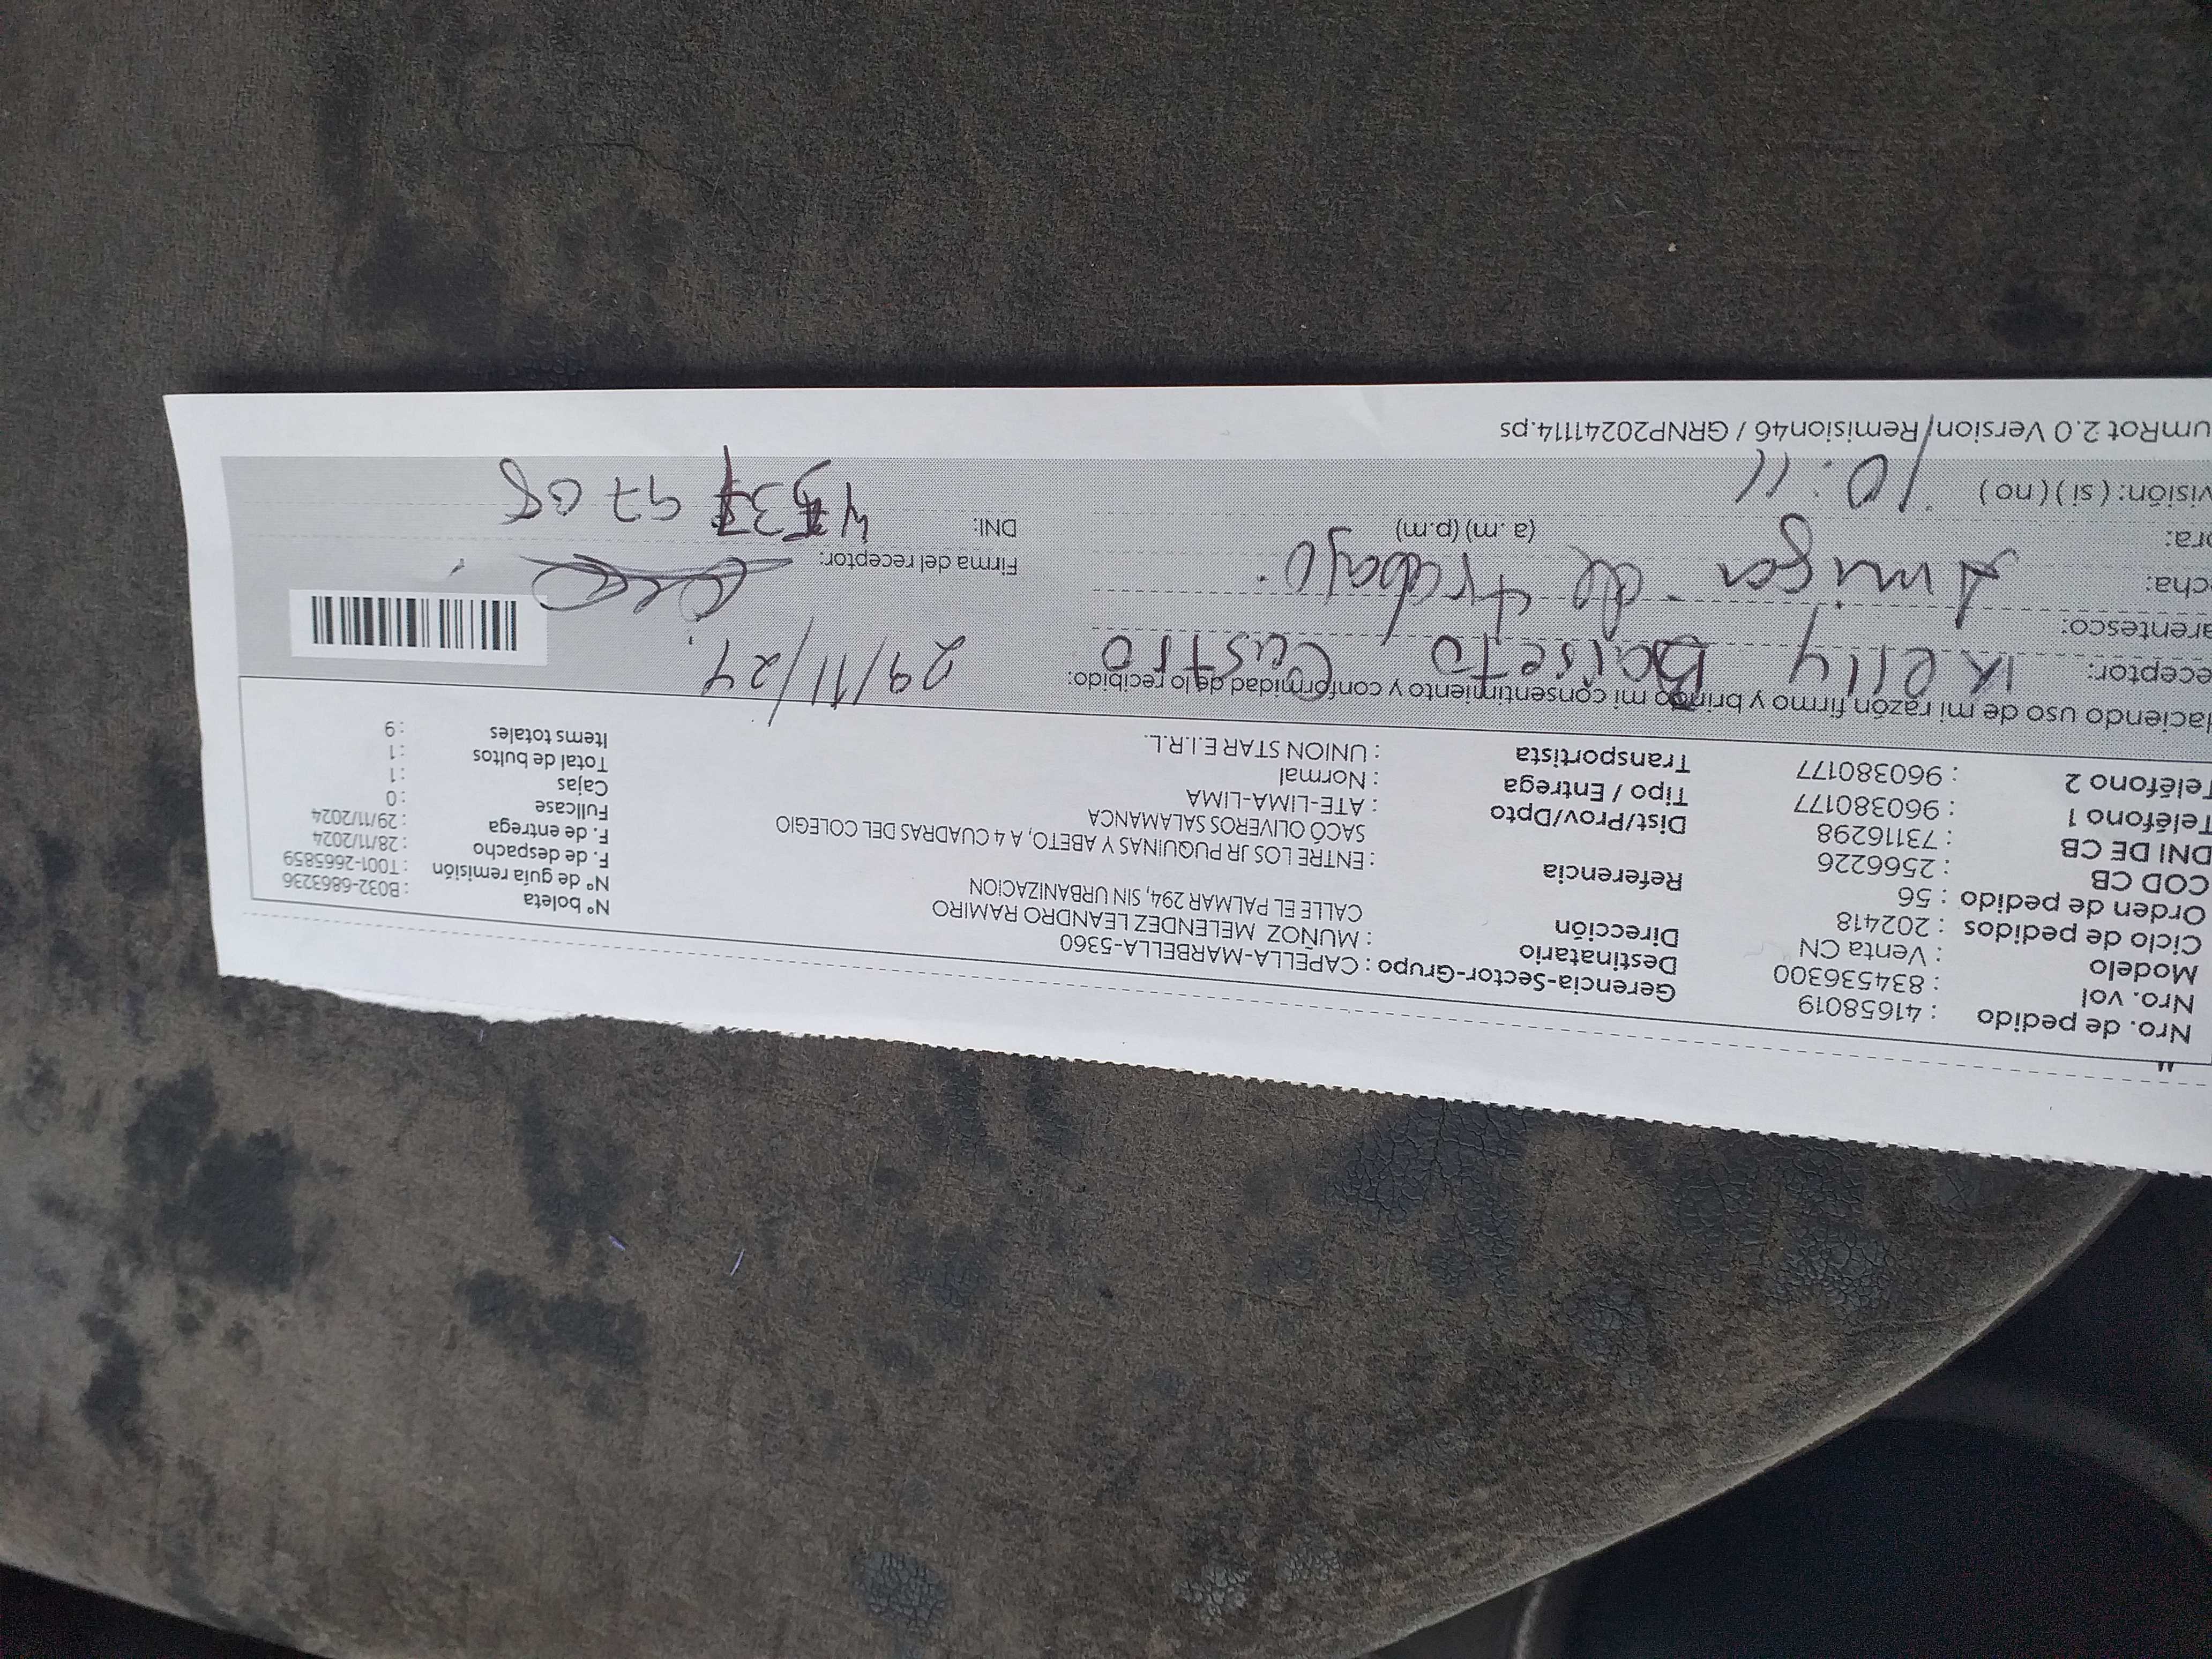 Nro. de pedido : 41658019 Gerencia-Sector-Grupo : CAPELLA-MARBELLA-5360
Nro. vol : 834536300 Destinatario : MUÑOZ MELENDEZ LEANDRO RAMIRO Nº boleta : B032-6863236
Modelo : Venta CN Dirección CALLE EL PALMAR 294, SIN URBANIZACION Nº de guía remisión : T001-2665859
Ciclo de pedidos : 202418 F. de despacho : 28/11/2024
Orden de pedido : 56 Referencia : ENTRE LOS JR PUQUINAS Y ABETO, A 4 CUADRAS DEL COLEGIO F. de entrega : 29/11/2024
COD CB : 2566226 SACO OLIVEROS SALAMANCA Fullcase : 0
DNI DE CB : 73116298 Dist/Prov/Dpto : ATE-LIMA-LIMA Cajas : 1
Teléfono 1 : 960380177 Tipo / Entrega : Normal Total de bultos : 1
Teléfono 2 : 960380177 Transportista : UNION STAR E.I.R.L. Items totales : 9
aciendo uso de mi razón firmo y brindo mi consentimiento y conformidad de lo recibido:
eceptor: Kelly Castro 29/11/24
arentesco: Amiga de trabajo.
cha:
ora: (a. m) (p.m) Firma del receptor:
visión: ( si ) ( no ) 10:11 DNI:
umRot 2.0 Version/Remision46 / GRNP20241114.ps